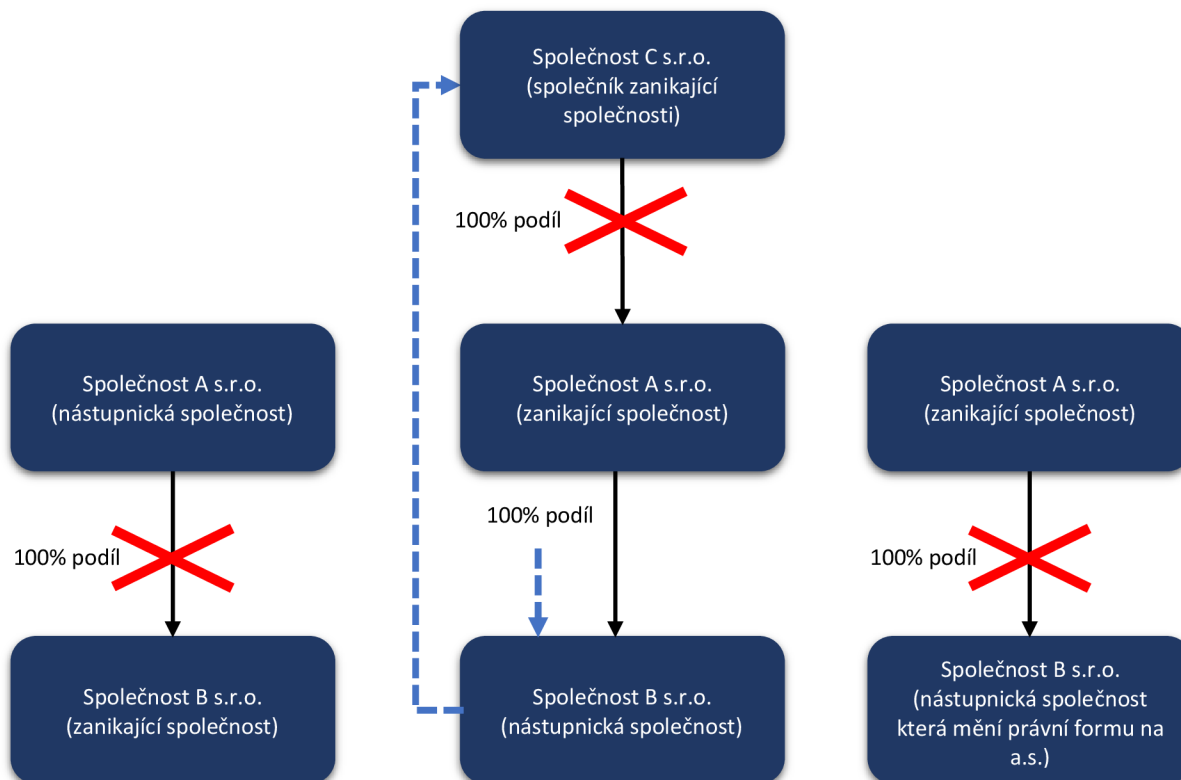 Společnost C s.r.o.
(společník zanikající
společnosti)
100% podíl
Společnost A s.r.o.
(nástupnická společnost)
Společnost A s.r.o.
(zanikající společnost)
Společnost A s.r.o.
(zanikající společnost)
100% podíl
100% podíl
100% podíl
Společnost B s.r.o.
(zanikající společnost)
Společnost B s.r.o.
(nástupnická společnost)
Společnost B s.r.o.
(nástupnická společnost
která mění právní formu na
a.s.)